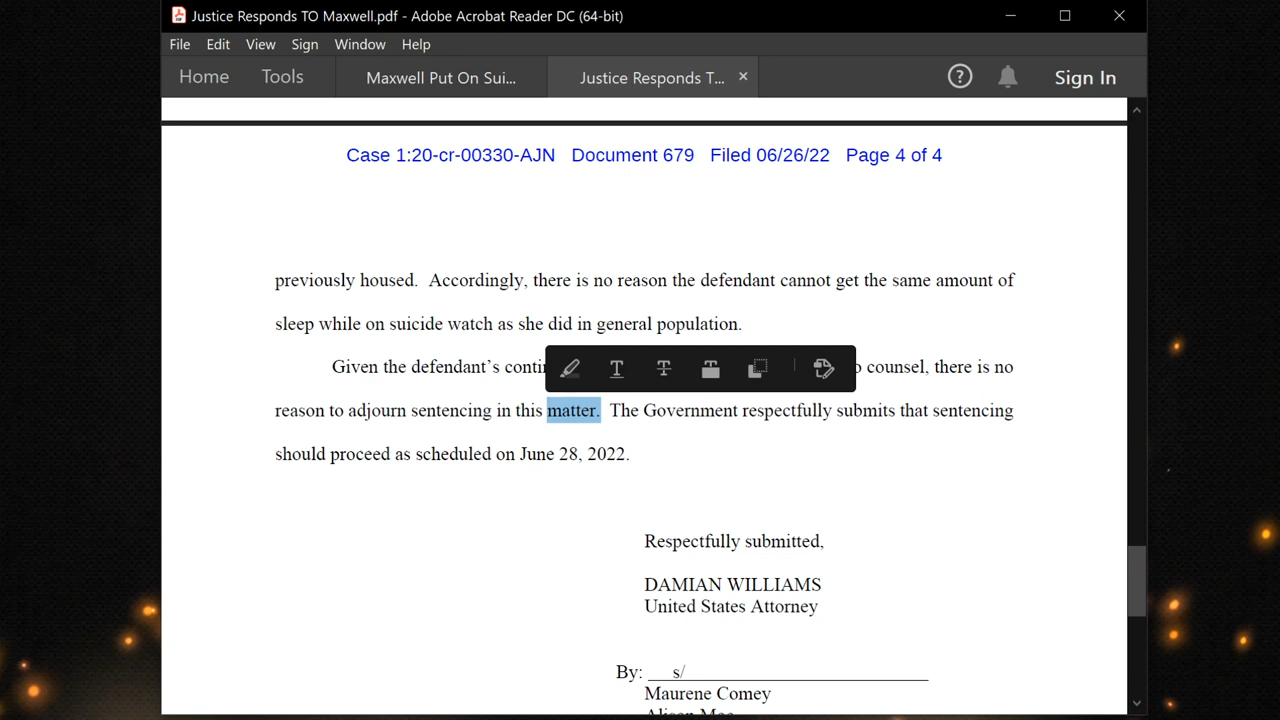 Justice Responds TO Maxwell.pdf - Adobe Acrobat Reader DC (64-bit)
File Edit View Sign Window Help
Home Tools Maxwell Put On Sui... Justice Responds T... Sign In
Case 1:20-cr-00330-AJN Document 679 Filed 06/26/22 Page 4 of 4
previously housed. Accordingly, there is no reason the defendant cannot get the same amount of
sleep while on suicide watch as she did in general population.
Given the defendant's counsel, there is no
reason to adjourn sentencing in this matter. The Government respectfully submits that sentencing
should proceed as scheduled on June 28, 2022.
Respectfully submitted,
DAMIAN WILLIAMS
United States Attorney
By: s/
Maurene Comey